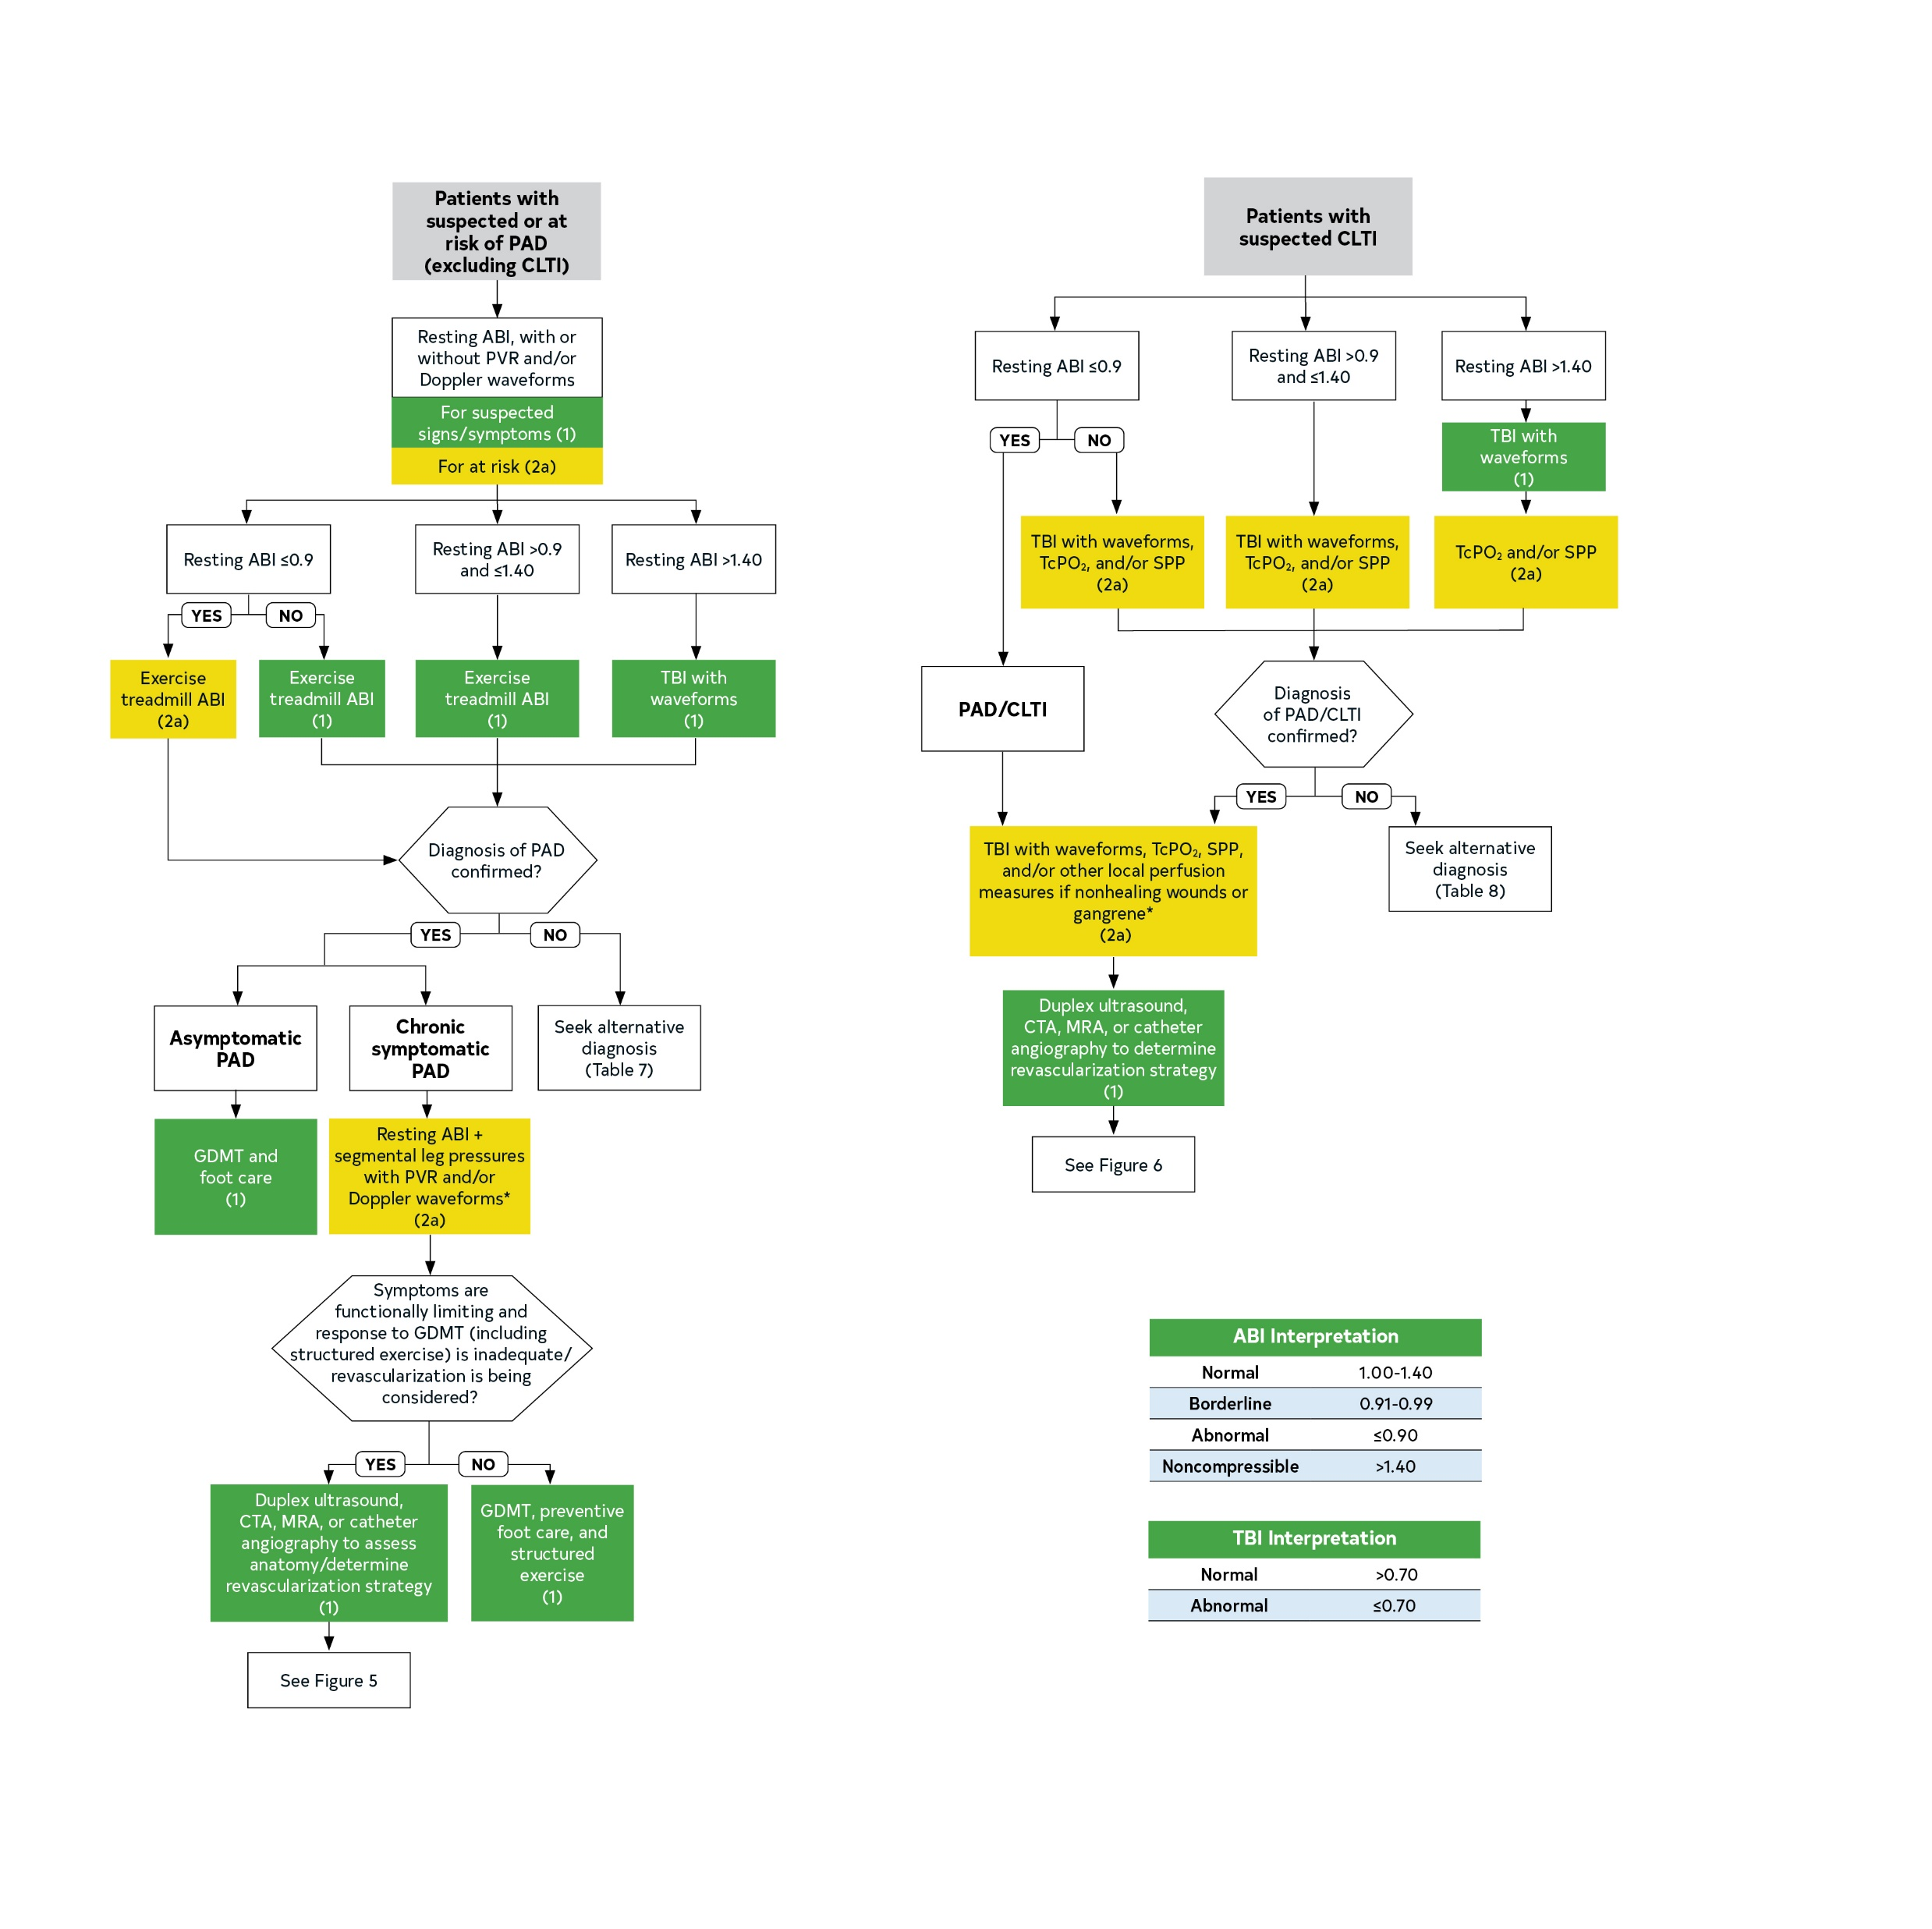 Patients with
suspected or at
risk of PAD
(excluding CLTI)
Resting ABI, with or
without PVR and/or
Doppler waveforms
For suspected
signs/symptoms (1)
For at risk (2a)
Resting ABI ≤0.9
Resting ABI >0.9
and ≤1.40
Resting ABI >1.40
YES
NO
Exercise
treadmill ABI
(2a)
Exercise
treadmill ABI
(1)
Exercise
treadmill ABI
(1)
TBI with
waveforms
(1)
Diagnosis of PAD
confirmed?
YES
NO
Asymptomatic
PAD
Chronic
symptomatic
PAD
Seek alternative
diagnosis
(Table 7)
GDMT and
foot care
(1)
Resting ABI +
segmental leg pressures
with PVR and/or
Doppler waveforms*
(2a)
Symptoms are
functionally limiting and
response to GDMT (including
structured exercise) is inadequate/
revascularization is being
considered?
YES
NO
Duplex ultrasound,
CTA, MRA, or catheter
angiography to assess
anatomy/determine
revascularization strategy
(1)
GDMT, preventive
foot care, and
structured
exercise
(1)
See Figure 5
Patients with
suspected CLTI
Resting ABI ≤0.9
Resting ABI >0.9
and ≤1.40
Resting ABI >1.40
YES
NO
TBI with
waveforms
(1)
TBI with waveforms,
TcPO₂, and/or SPP
(2a)
TBI with waveforms,
TcPO₂, and/or SPP
(2a)
TcPO₂ and/or SPP
(2a)
PAD/CLTI
Diagnosis
of PAD/CLTI
confirmed?
YES
NO
TBI with waveforms, TcPO₂, SPP,
and/or other local perfusion
measures if nonhealing wounds or
gangrene*
(2a)
Seek alternative
diagnosis
(Table 8)
Duplex ultrasound,
CTA, MRA, or catheter
angiography to determine
revascularization strategy
(1)
See Figure 6
ABI Interpretation
Normal 1.00-1.40
Borderline 0.91-0.99
Abnormal ≤0.90
Noncompressible >1.40
TBI Interpretation
Normal >0.70
Abnormal ≤0.70